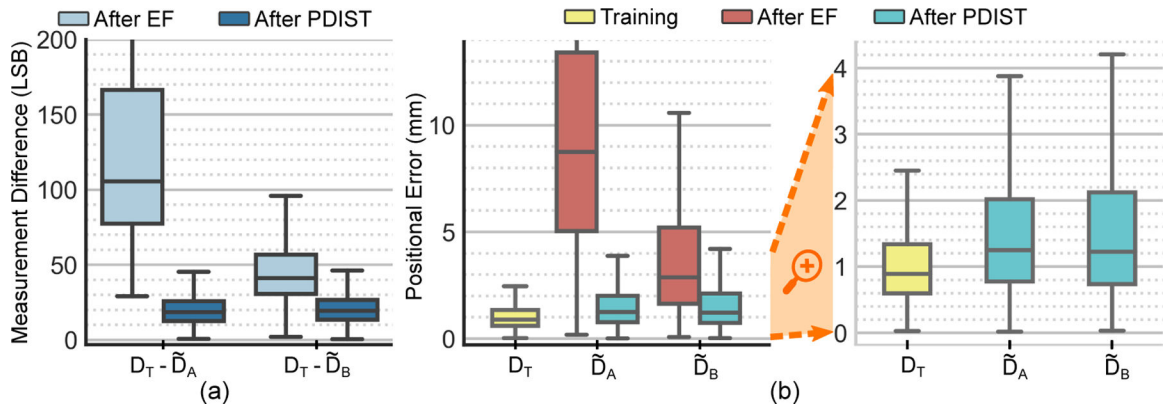 After EF After PDIST
Training After EF After PDIST
Measurement Difference (LSB)
200
150
100
50
0
D_T - D̃_A D_T - D̃_B
(a)
Positional Error (mm)
10
5
0
D_T D̃_A D̃_B
(b)
4
3
2
1
0
D_T D̃_A D̃_B